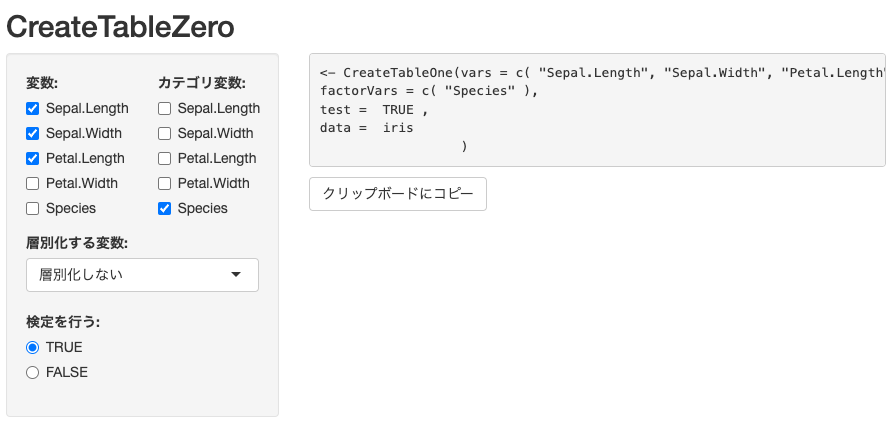 CreateTableZero
変数:
Sepal.Length
Sepal.Width
Petal.Length
Petal.Width
Species
カテゴリ変数:
Sepal.Length
Sepal.Width
Petal.Length
Petal.Width
Species
層別化する変数:
層別化しない
検定を行う:
TRUE
FALSE
<- CreateTableOne(vars = c( "Sepal.Length", "Sepal.Width", "Petal.Length"
factorVars = c( "Species" ),
test =  TRUE ,
data =  iris
)
クリップボードにコピー